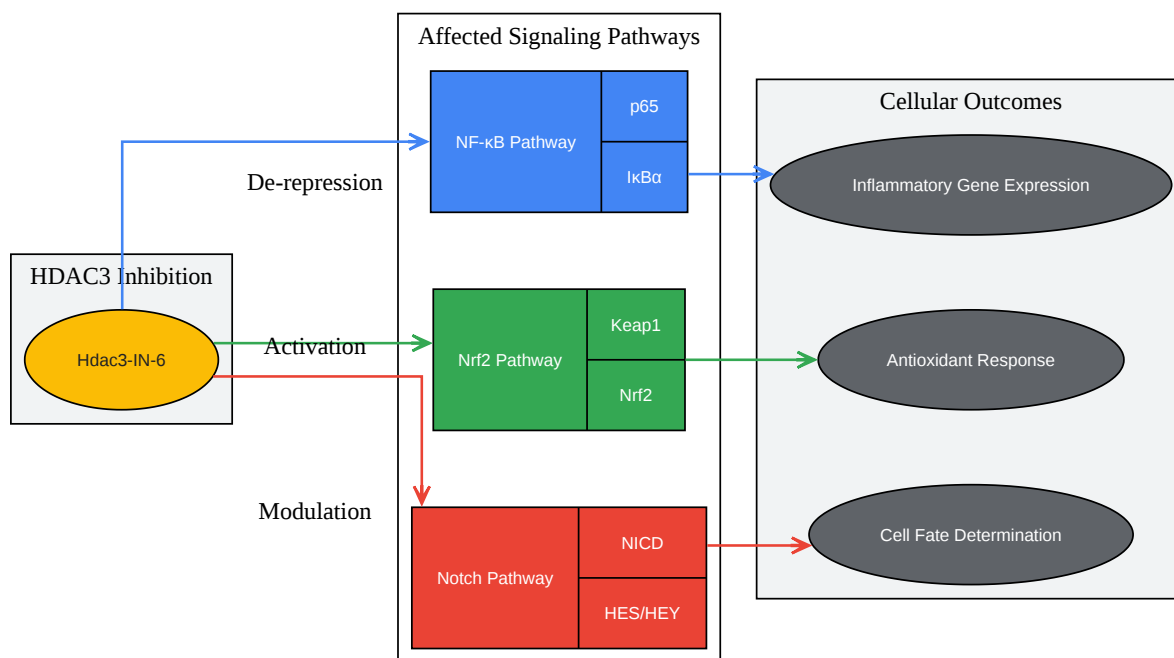 Affected Signaling Pathways
p65
NF-κB Pathway
IκBα
De-repression
Cellular Outcomes
Inflammatory Gene Expression
HDAC3 Inhibition
Hdac3-IN-6
Activation
Keap1
Nrf2 Pathway
Nrf2
Antioxidant Response
Modulation
NICD
Notch Pathway
HES/HEY
Cell Fate Determination